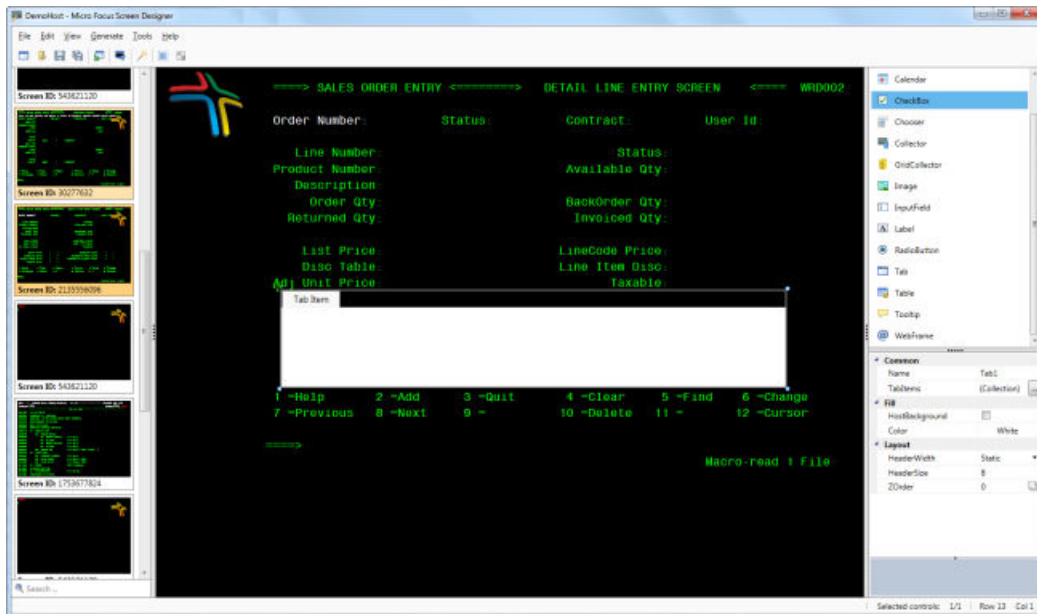 DemoHost - Micro Focus Screen Designer
File Edit View Generate Tools Help
Screen ID: 543621120
Screen ID: 30277632
Screen ID: 2135556096
Screen ID: 543621120
Screen ID: 1753677824
Search ...
====> SALES ORDER ENTRY <=========> DETAIL LINE ENTRY SCREEN <==== WRD002
Order Number: Status: Contract: User Id:
Line Number: Status:
Product Number: Available Qty:
Description:
Order Qty: BackOrder Qty:
Returned Qty: Invoiced Qty:
List Price: LineCode Price:
Disc Table: Line Item Disc:
Adj Unit Price: Taxable:
Tab Item
1 =Help 2 =Add 3 =Quit 4 =Clear 5 =Find 6 =Change
7 =Previous 8 =Next 9 = 10 =Delete 11 = 12 =Cursor
====>
Macro-read 1 File
Calendar
CheckBox
Chooser
Collector
GridCollector
Image
InputField
Label
RadioButton
Tab
Table
Tooltip
WebFrame
Common
Name Tab1
TabItems (Collection) ...
Fill
HostBackground
Color White
Layout
HeaderWidth Static
HeaderSize 8
ZOrder 0
Selected controls: 1/1 Row 13 Col 1